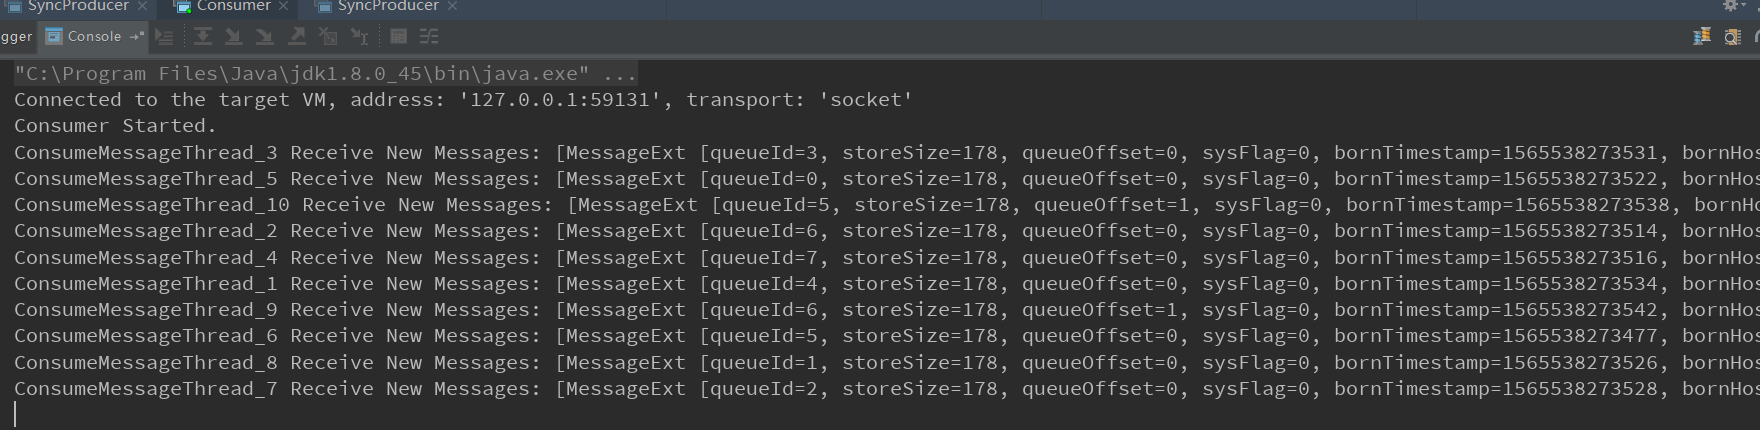 SyncProducer Consumer SyncProducer
gger Console
"C:\Program Files\Java\jdk1.8.0_45\bin\java.exe" ...
Connected to the target VM, address: '127.0.0.1:59131', transport: 'socket'
Consumer Started.
ConsumeMessageThread_3 Receive New Messages: [MessageExt [queueId=3, storeSize=178, queueOffset=0, sysFlag=0, bornTimestamp=1565538273531, bornHos
ConsumeMessageThread_5 Receive New Messages: [MessageExt [queueId=0, storeSize=178, queueOffset=0, sysFlag=0, bornTimestamp=1565538273522, bornHos
ConsumeMessageThread_10 Receive New Messages: [MessageExt [queueId=5, storeSize=178, queueOffset=1, sysFlag=0, bornTimestamp=1565538273538, bornHo
ConsumeMessageThread_2 Receive New Messages: [MessageExt [queueId=6, storeSize=178, queueOffset=0, sysFlag=0, bornTimestamp=1565538273514, bornHos
ConsumeMessageThread_4 Receive New Messages: [MessageExt [queueId=7, storeSize=178, queueOffset=0, sysFlag=0, bornTimestamp=1565538273516, bornHos
ConsumeMessageThread_1 Receive New Messages: [MessageExt [queueId=4, storeSize=178, queueOffset=0, sysFlag=0, bornTimestamp=1565538273534, bornHos
ConsumeMessageThread_9 Receive New Messages: [MessageExt [queueId=6, storeSize=178, queueOffset=1, sysFlag=0, bornTimestamp=1565538273542, bornHos
ConsumeMessageThread_6 Receive New Messages: [MessageExt [queueId=5, storeSize=178, queueOffset=0, sysFlag=0, bornTimestamp=1565538273477, bornHos
ConsumeMessageThread_8 Receive New Messages: [MessageExt [queueId=1, storeSize=178, queueOffset=0, sysFlag=0, bornTimestamp=1565538273526, bornHos
ConsumeMessageThread_7 Receive New Messages: [MessageExt [queueId=2, storeSize=178, queueOffset=0, sysFlag=0, bornTimestamp=1565538273528, bornHos